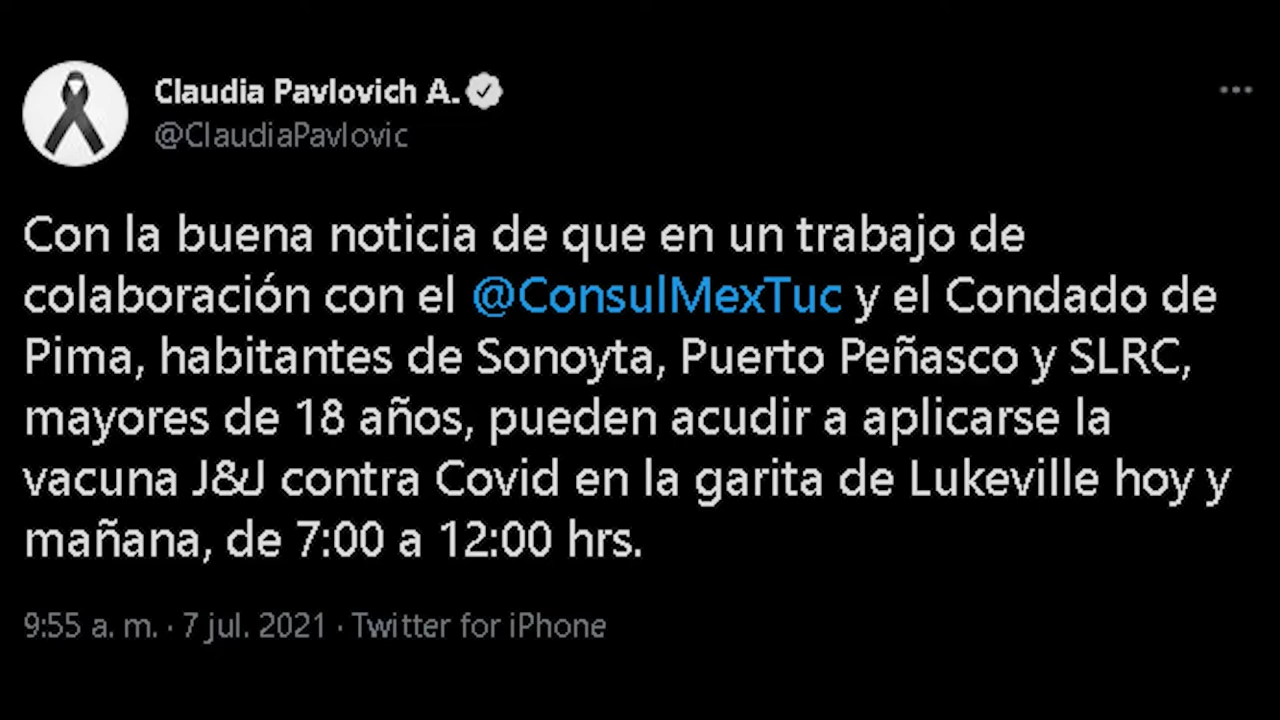 Claudia Pavlovich A.
@ClaudiaPavlovic
Con la buena noticia de que en un trabajo de
colaboración con el @ConsulMexTuc y el Condado de
Pima, habitantes de Sonoyta, Puerto Peñasco y SLRC,
mayores de 18 años, pueden acudir a aplicarse la
vacuna J&J contra Covid en la garita de Lukeville hoy y
mañana, de 7:00 a 12:00 hrs.
9:55 a. m. · 7 jul. 2021 · Twitter for iPhone